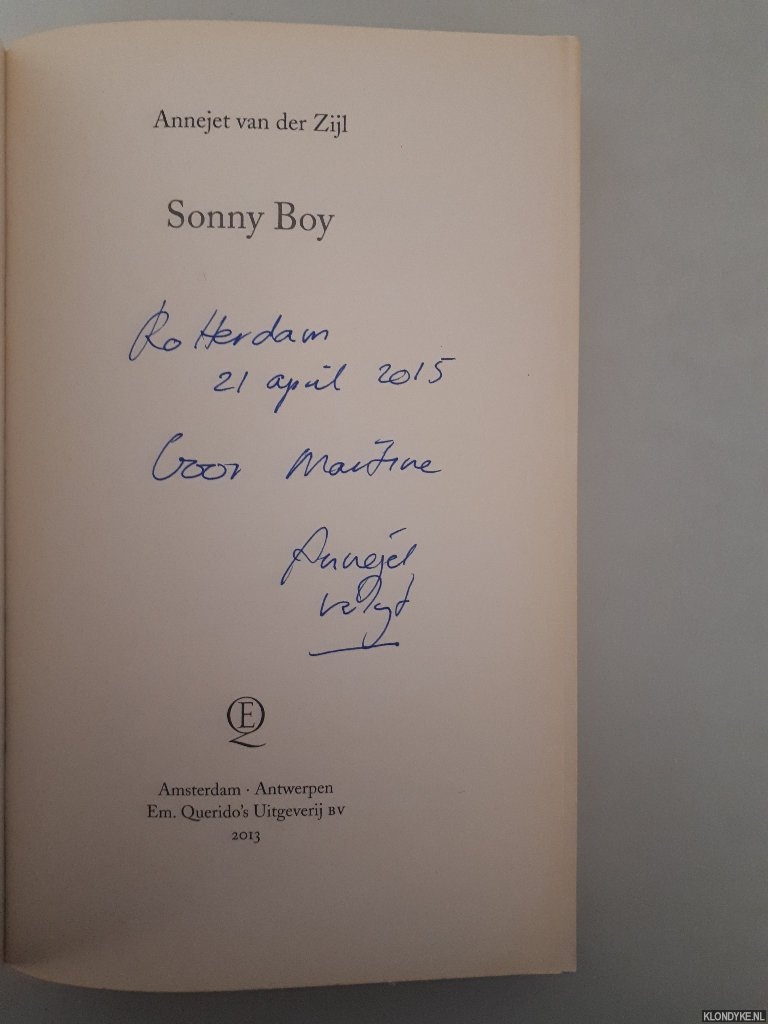 Annejet van der Zijl
Sonny Boy
Rotterdam
21 april 2015
Voor Martine
Annejet
EQ
Amsterdam · Antwerpen
Em. Querido's Uitgeverij BV
2013
KLONDYKE.NL